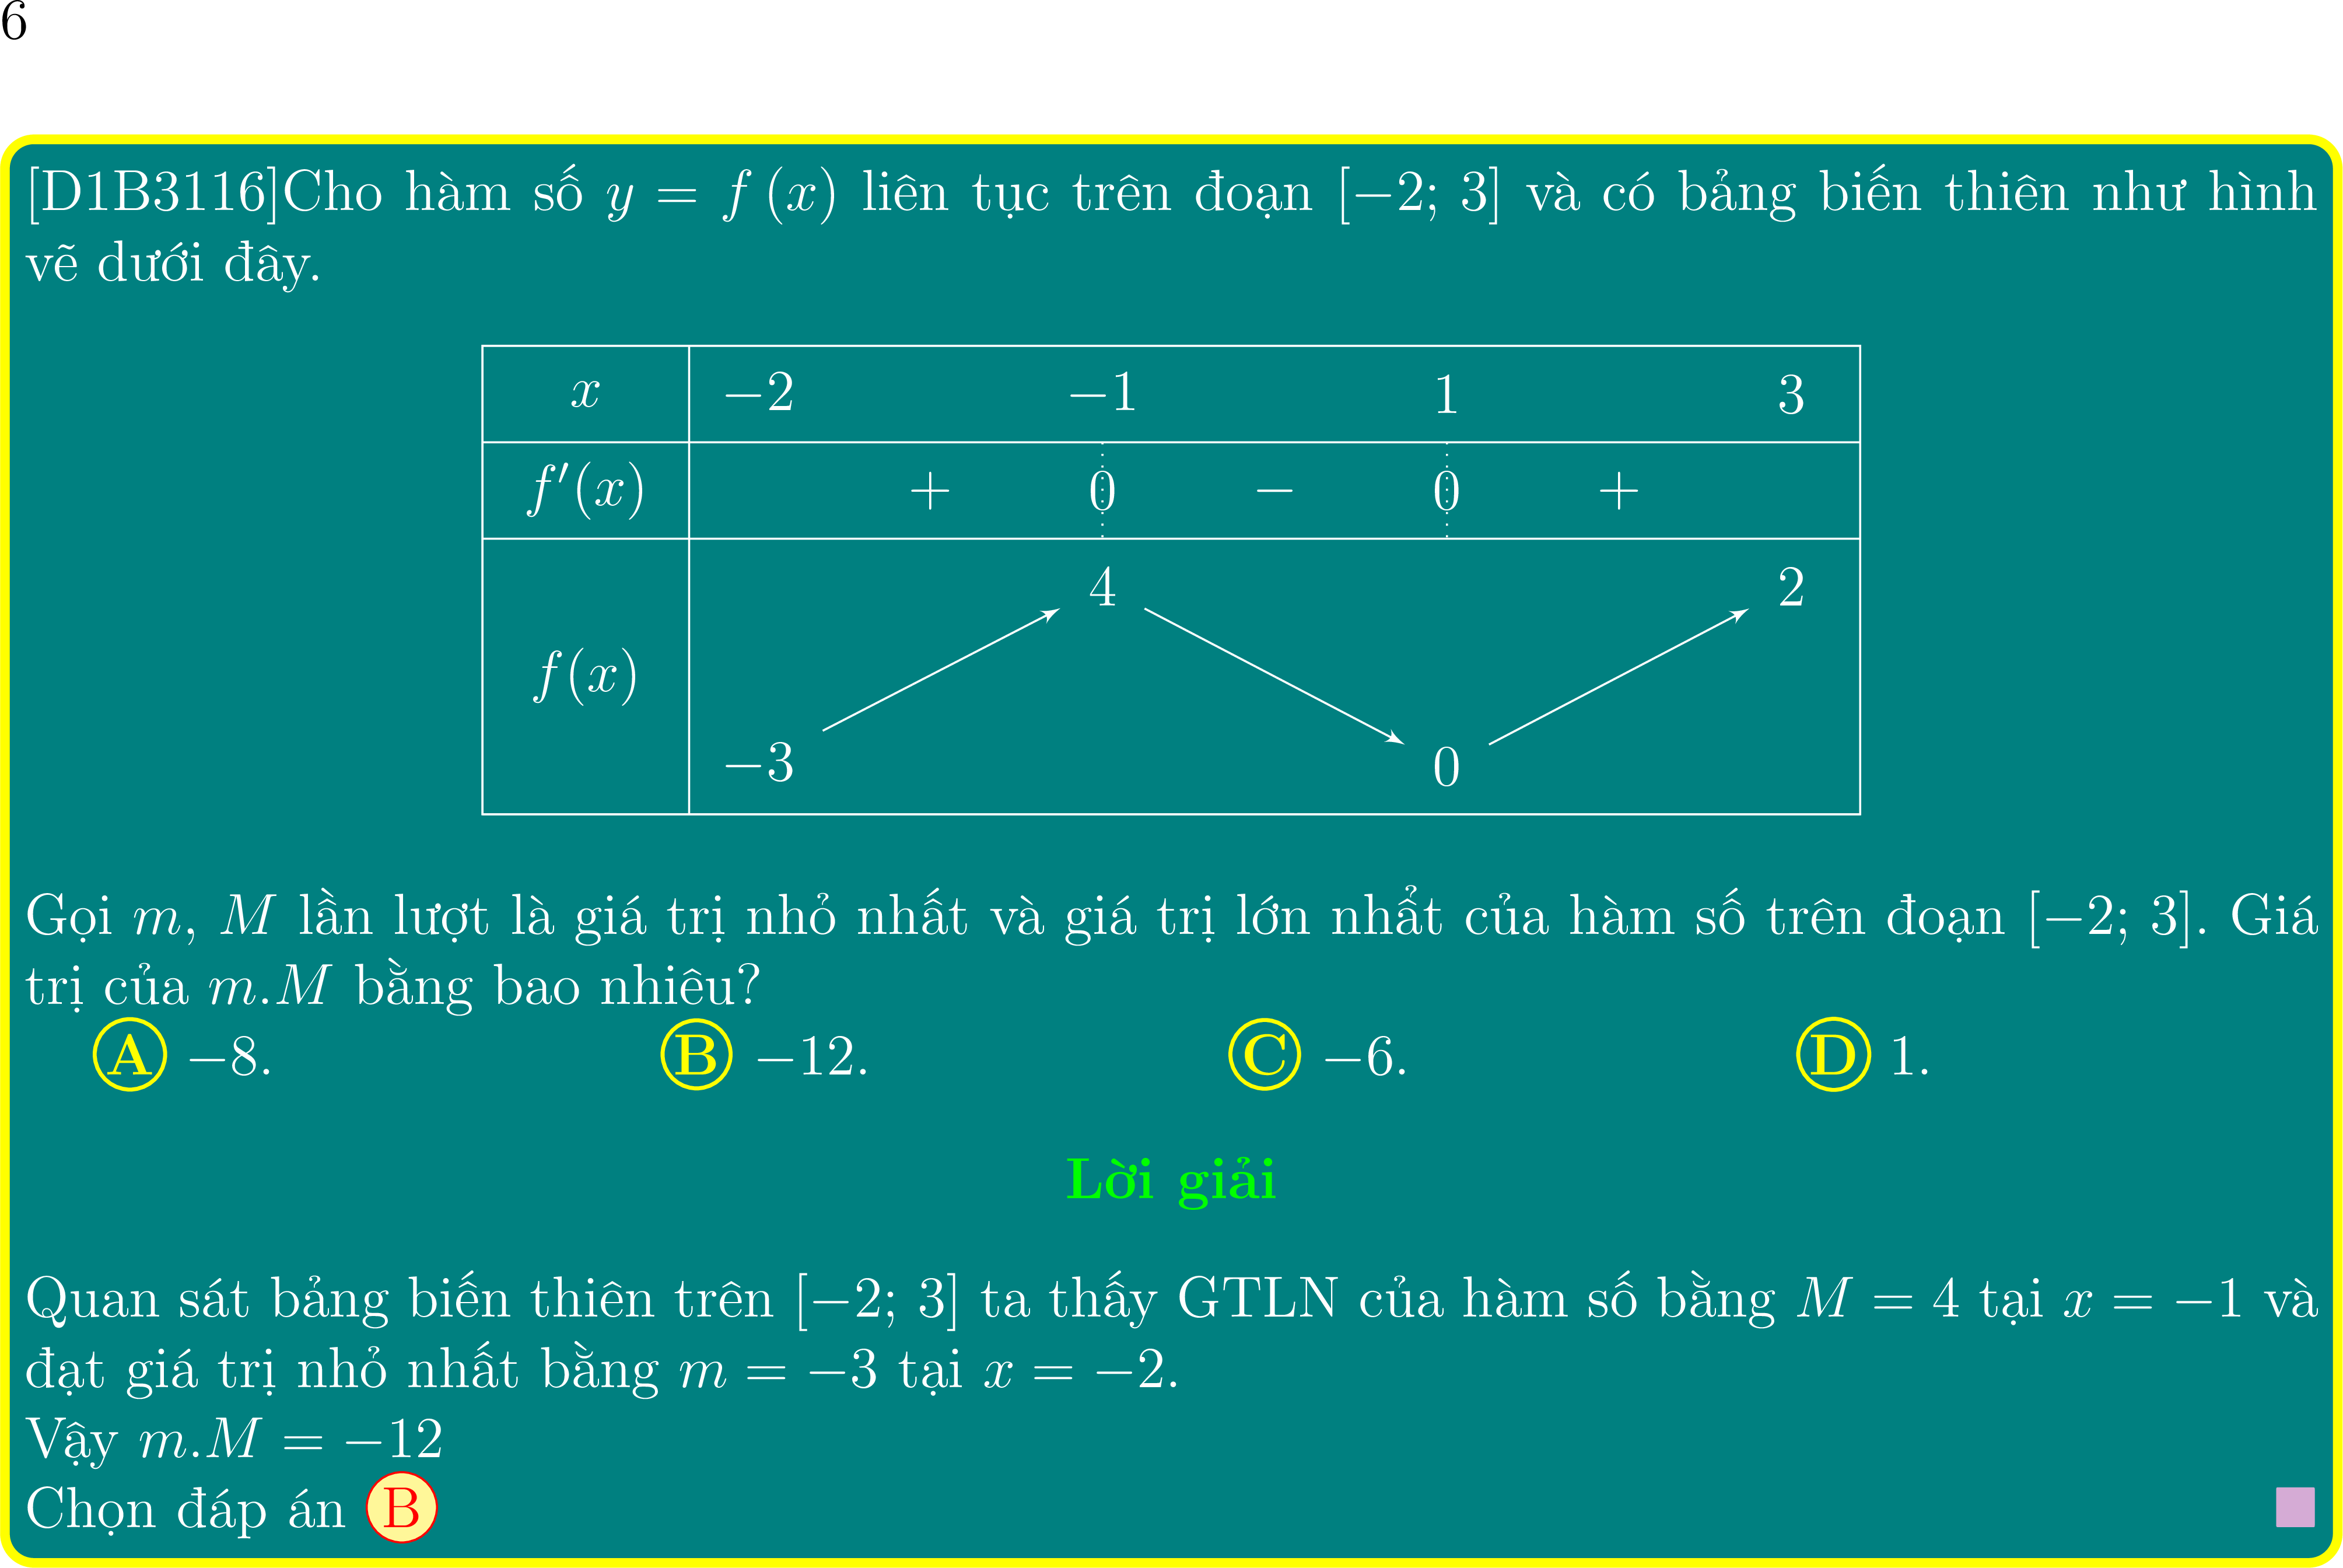 6
[D1B3116]Cho hàm số y = f (x) liên tục trên đoạn [−2; 3] và có bảng biến thiên như hình
vẽ dưới đây.
x −2 −1 1 3
f′(x) + 0 − 0 +
4 2
f(x)
−3 0
Gọi m, M lần lượt là giá trị nhỏ nhất và giá trị lớn nhất của hàm số trên đoạn [−2; 3]. Giá
trị của m.M bằng bao nhiêu?
A −8. B −12. C −6. D 1.
Lời giải
Quan sát bảng biến thiên trên [−2; 3] ta thấy GTLN của hàm số bằng M = 4 tại x = −1 và
đạt giá trị nhỏ nhất bằng m = −3 tại x = −2.
Vậy m.M = −12
Chọn đáp án B